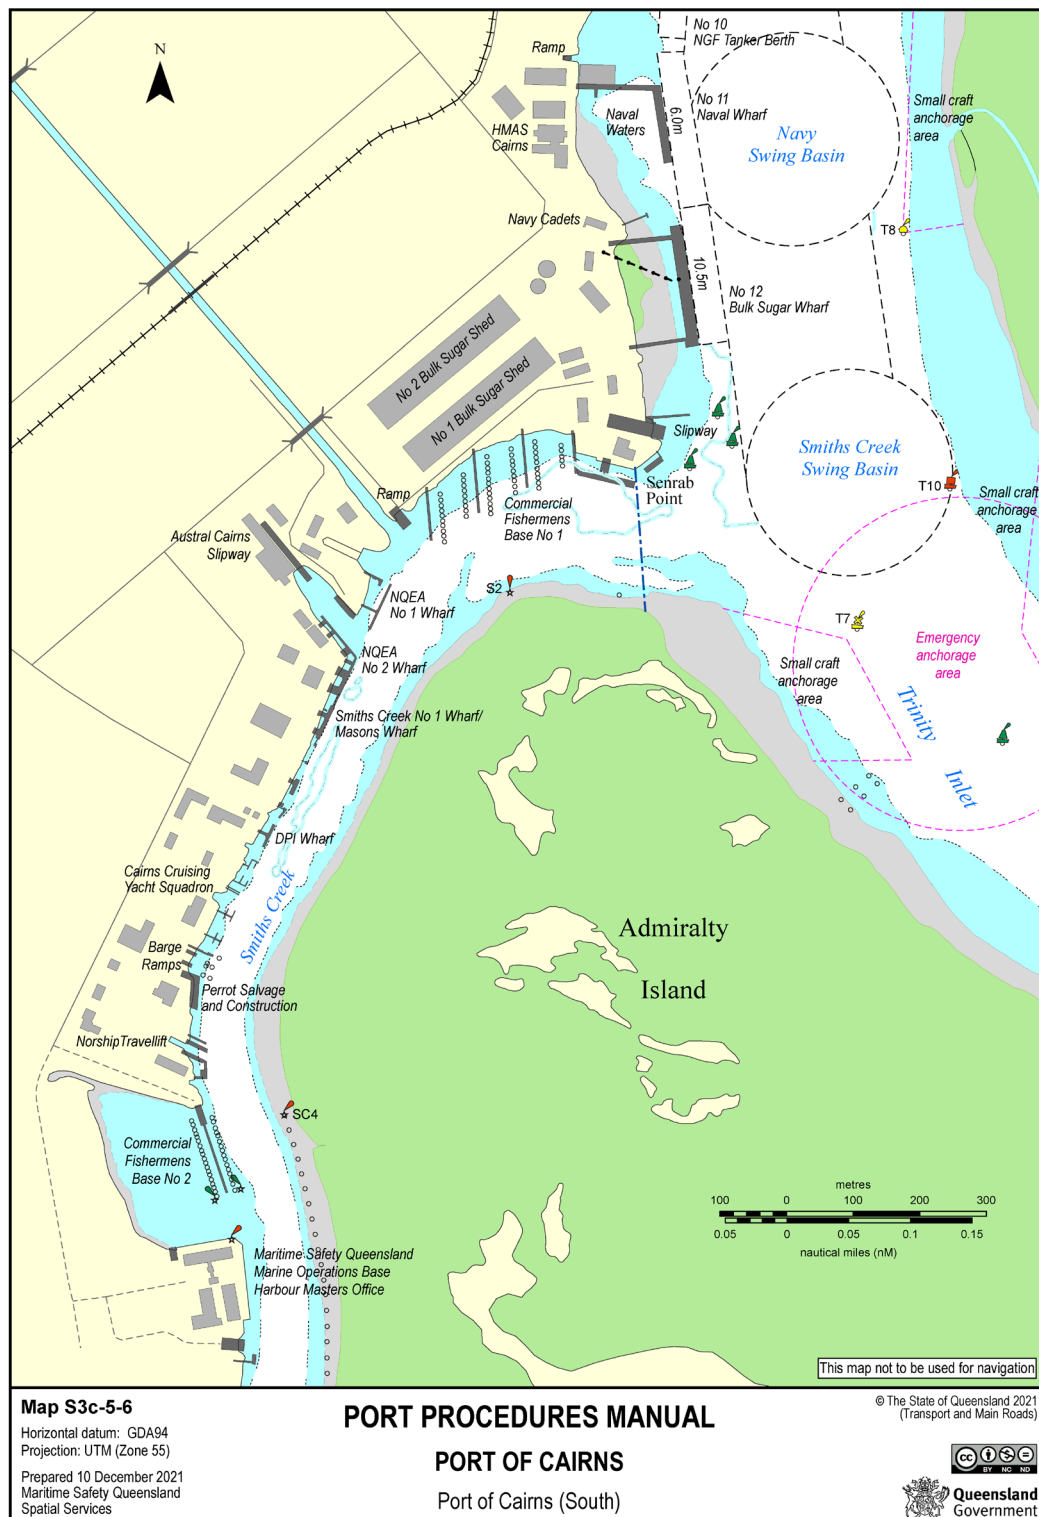 No 10
NGF Tanker Berth
Ramp
N
No 11
Naval Wharf
6.0m
Naval
Waters
HMAS
Cairns
Navy
Swing Basin
Small craft
anchorage
area
Navy Cadets
T8
10.5m
No 12
Bulk Sugar Wharf
No 2 Bulk Sugar Shed
No 1 Bulk Sugar Shed
Slipway
Smiths Creek
Swing Basin
T10
Small craft
anchorage
area
Senrab
Point
Ramp
Commercial
Fishermens
Base No 1
Austral Cairns
Slipway
S2
NQEA
No 1 Wharf
T7
Emergency
anchorage
area
NQEA
No 2 Wharf
Small craft
anchorage
area
Trinity
Inlet
Smiths Creek No 1 Wharf/
Masons Wharf
DPI Wharf
Cairns Cruising
Yacht Squadron
Smiths Creek
Admiralty
Island
Barge
Ramps
Perrot Salvage
and Construction
NorshipTravellift
SC4
Commercial
Fishermens
Base No 2
metres
100 0 100 200 300
0.05 0 0.05 0.1 0.15
nautical miles (nM)
Maritime Safety Queensland
Marine Operations Base
Harbour Masters Office
This map not to be used for navigation
Map S3c-5-6
Horizontal datum: GDA94
Projection: UTM (Zone 55)
Prepared 10 December 2021
Maritime Safety Queensland
Spatial Services
PORT PROCEDURES MANUAL
PORT OF CAIRNS
Port of Cairns (South)
© The State of Queensland 2021
(Transport and Main Roads)
cc
BY NC ND
Queensland
Government